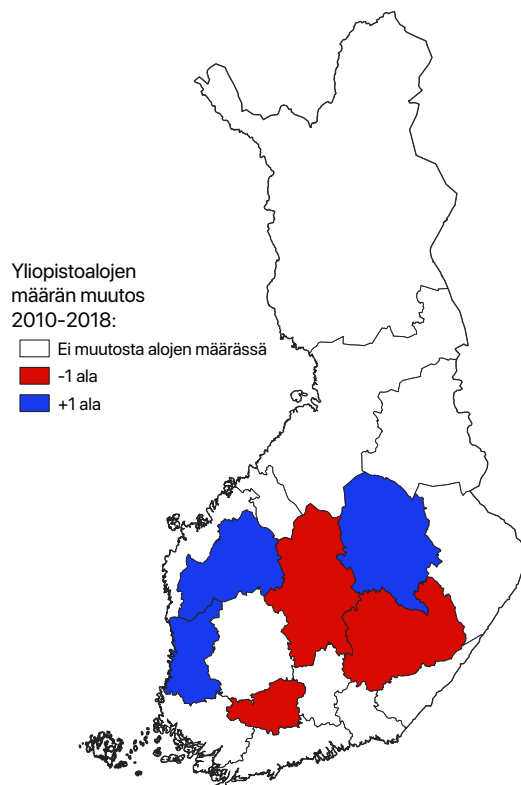 Yliopistoalojen
määrän muutos
2010-2018:
Ei muutosta alojen määrässä
-1 ala
+1 ala